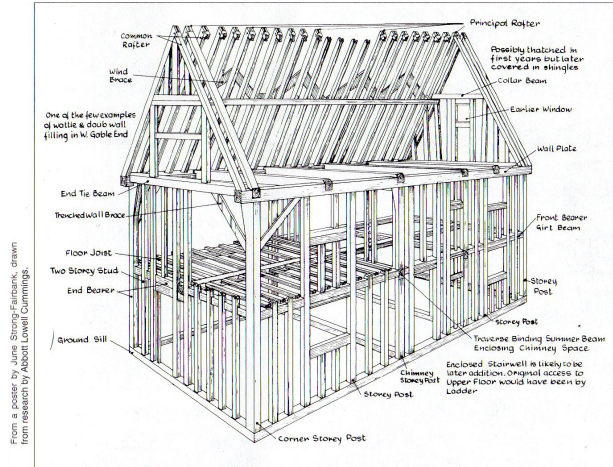 From a poster by June Strong-Fairbank, drawn
from research by Abbott Lowell Cummings.
Principal Rafter
Common
Rafter
Possibly thatched in
first years but later
covered in shingles
Wind
Brace
Collar Beam
One of the few examples
of wattle & daub wall
filling in W. Gable End
Earlier Window
Wall Plate
End Tie Beam
Trenched Wall Brace
Front Bearer
Girt Beam
Floor Joist
Two Storey Stud
End Bearer
Storey
Post
Ground Sill
Storey Post
Traverse Binding Summer Beam
Enclosing Chimney Space
Chimney
Storey Post
Enclosed Stairwell is likely to be
later addition. Original access to
Upper Floor would have been by
Ladder
Storey Post
Corner Storey Post